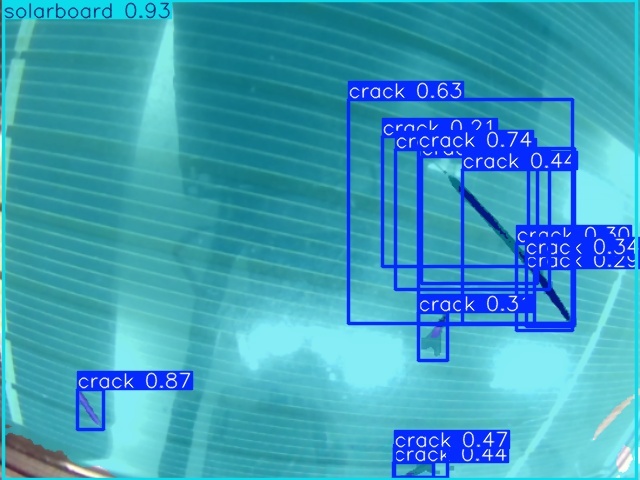 solarboard 0.93
crack 0.63
crack 0.21
crack 0.74
crack 0.44
crack 0.30
crack 0.34
crack 0.29
crack 0.31
crack 0.87
crack 0.47
crack 0.44